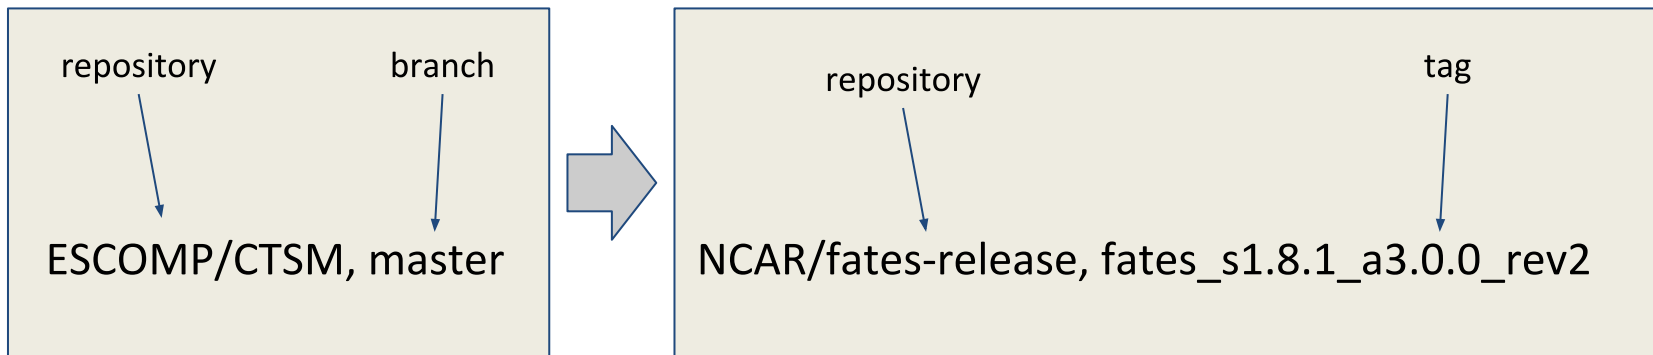 repository
branch
ESCOMP/CTSM, master
repository
tag
NCAR/fates-release, fates_s1.8.1_a3.0.0_rev2